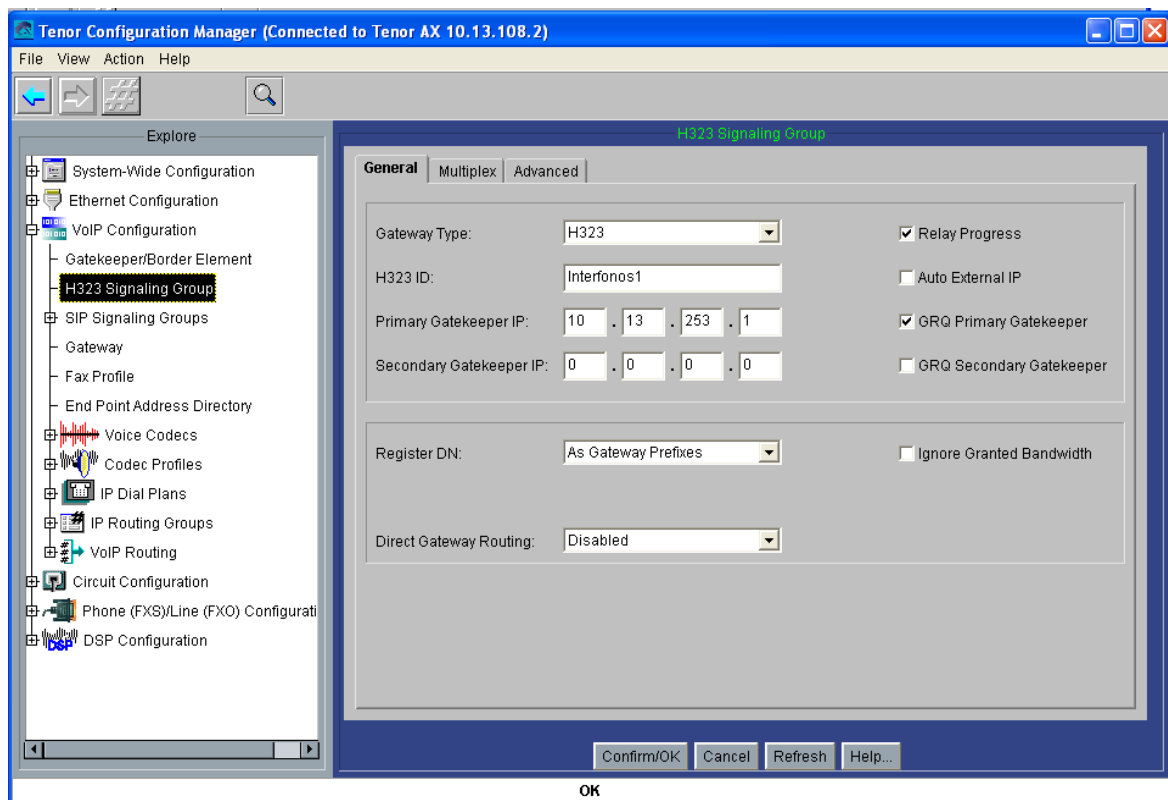 Tenor Configuration Manager (Connected to Tenor AX 10.13.108.2)
File View Action Help
Explore
System-Wide Configuration
Ethernet Configuration
VoIP Configuration
Gatekeeper/Border Element
H323 Signaling Group
SIP Signaling Groups
Gateway
Fax Profile
End Point Address Directory
Voice Codecs
Codec Profiles
IP Dial Plans
IP Routing Groups
VoIP Routing
Circuit Configuration
Phone (FXS)/Line (FXO) Configurati
DSP Configuration
H323 Signaling Group
General Multiplex Advanced
Gateway Type: H323 Relay Progress
H323 ID: Interfonos1 Auto External IP
Primary Gatekeeper IP: 10 . 13 . 253 . 1 GRQ Primary Gatekeeper
Secondary Gatekeeper IP: 0 . 0 . 0 . 0 GRQ Secondary Gatekeeper
Register DN: As Gateway Prefixes Ignore Granted Bandwidth
Direct Gateway Routing: Disabled
Confirm/OK Cancel Refresh Help...
OK